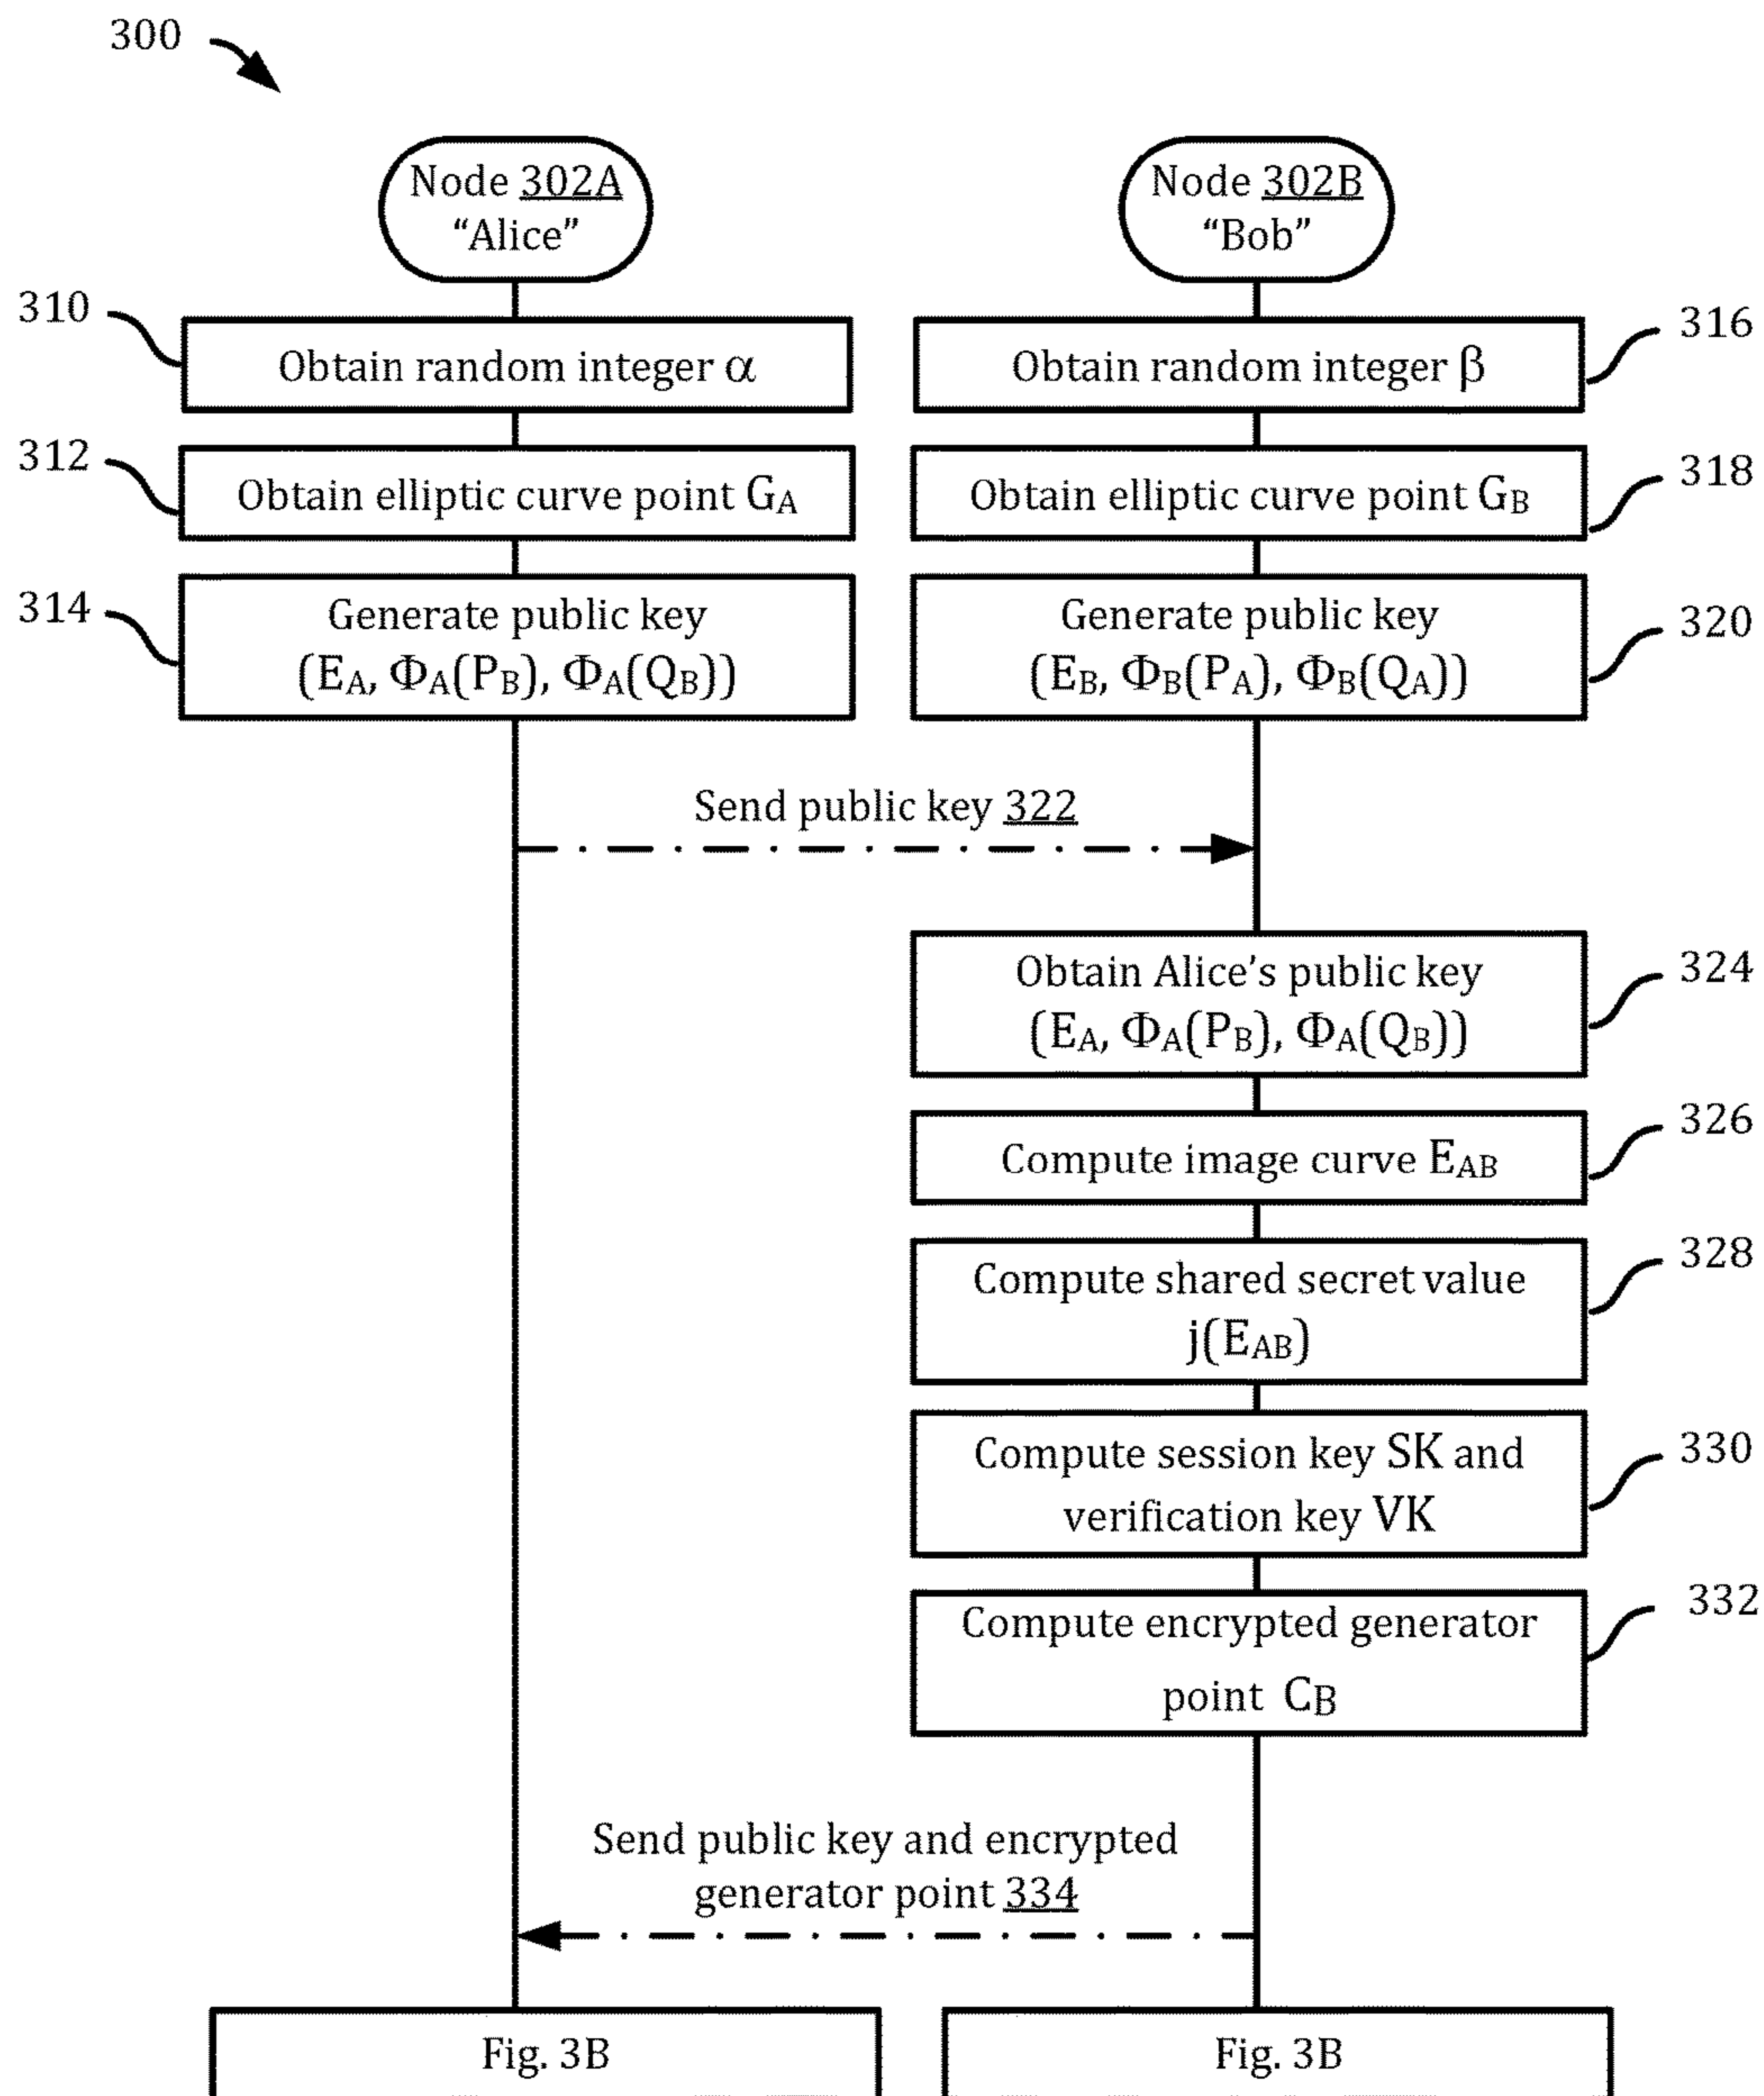 300
Node 302A
“Alice”
Node 302B
“Bob”
310
Obtain random integer α
Obtain random integer β
316
312
Obtain elliptic curve point GA
Obtain elliptic curve point GB
318
314
Generate public key
(EA, ΦA(PB), ΦA(QB))
Generate public key
(EB, ΦB(PA), ΦB(QA))
320
Send public key 322
Obtain Alice’s public key
(EA, ΦA(PB), ΦA(QB))
324
Compute image curve EAB
326
Compute shared secret value
j(EAB)
328
Compute session key SK and
verification key VK
330
Compute encrypted generator
point CB
332
Send public key and encrypted
generator point 334
Fig. 3B
Fig. 3B